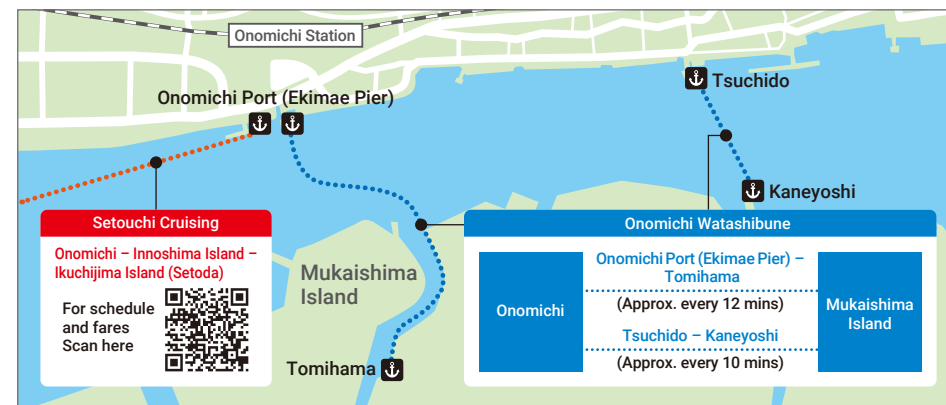 Onomichi Station
Onomichi Port (Ekimae Pier)
Tsuchido
Kaneyoshi
Setouchi Cruising
Onomichi – Innoshima Island –
Ikuchijima Island (Setoda)
For schedule
and fares
Scan here
Mukaishima
Island
Tomihama
Onomichi Watashibune
Onomichi
Onomichi Port (Ekimae Pier) –
Tomihama
(Approx. every 12 mins)
Tsuchido – Kaneyoshi
(Approx. every 10 mins)
Mukaishima
Island